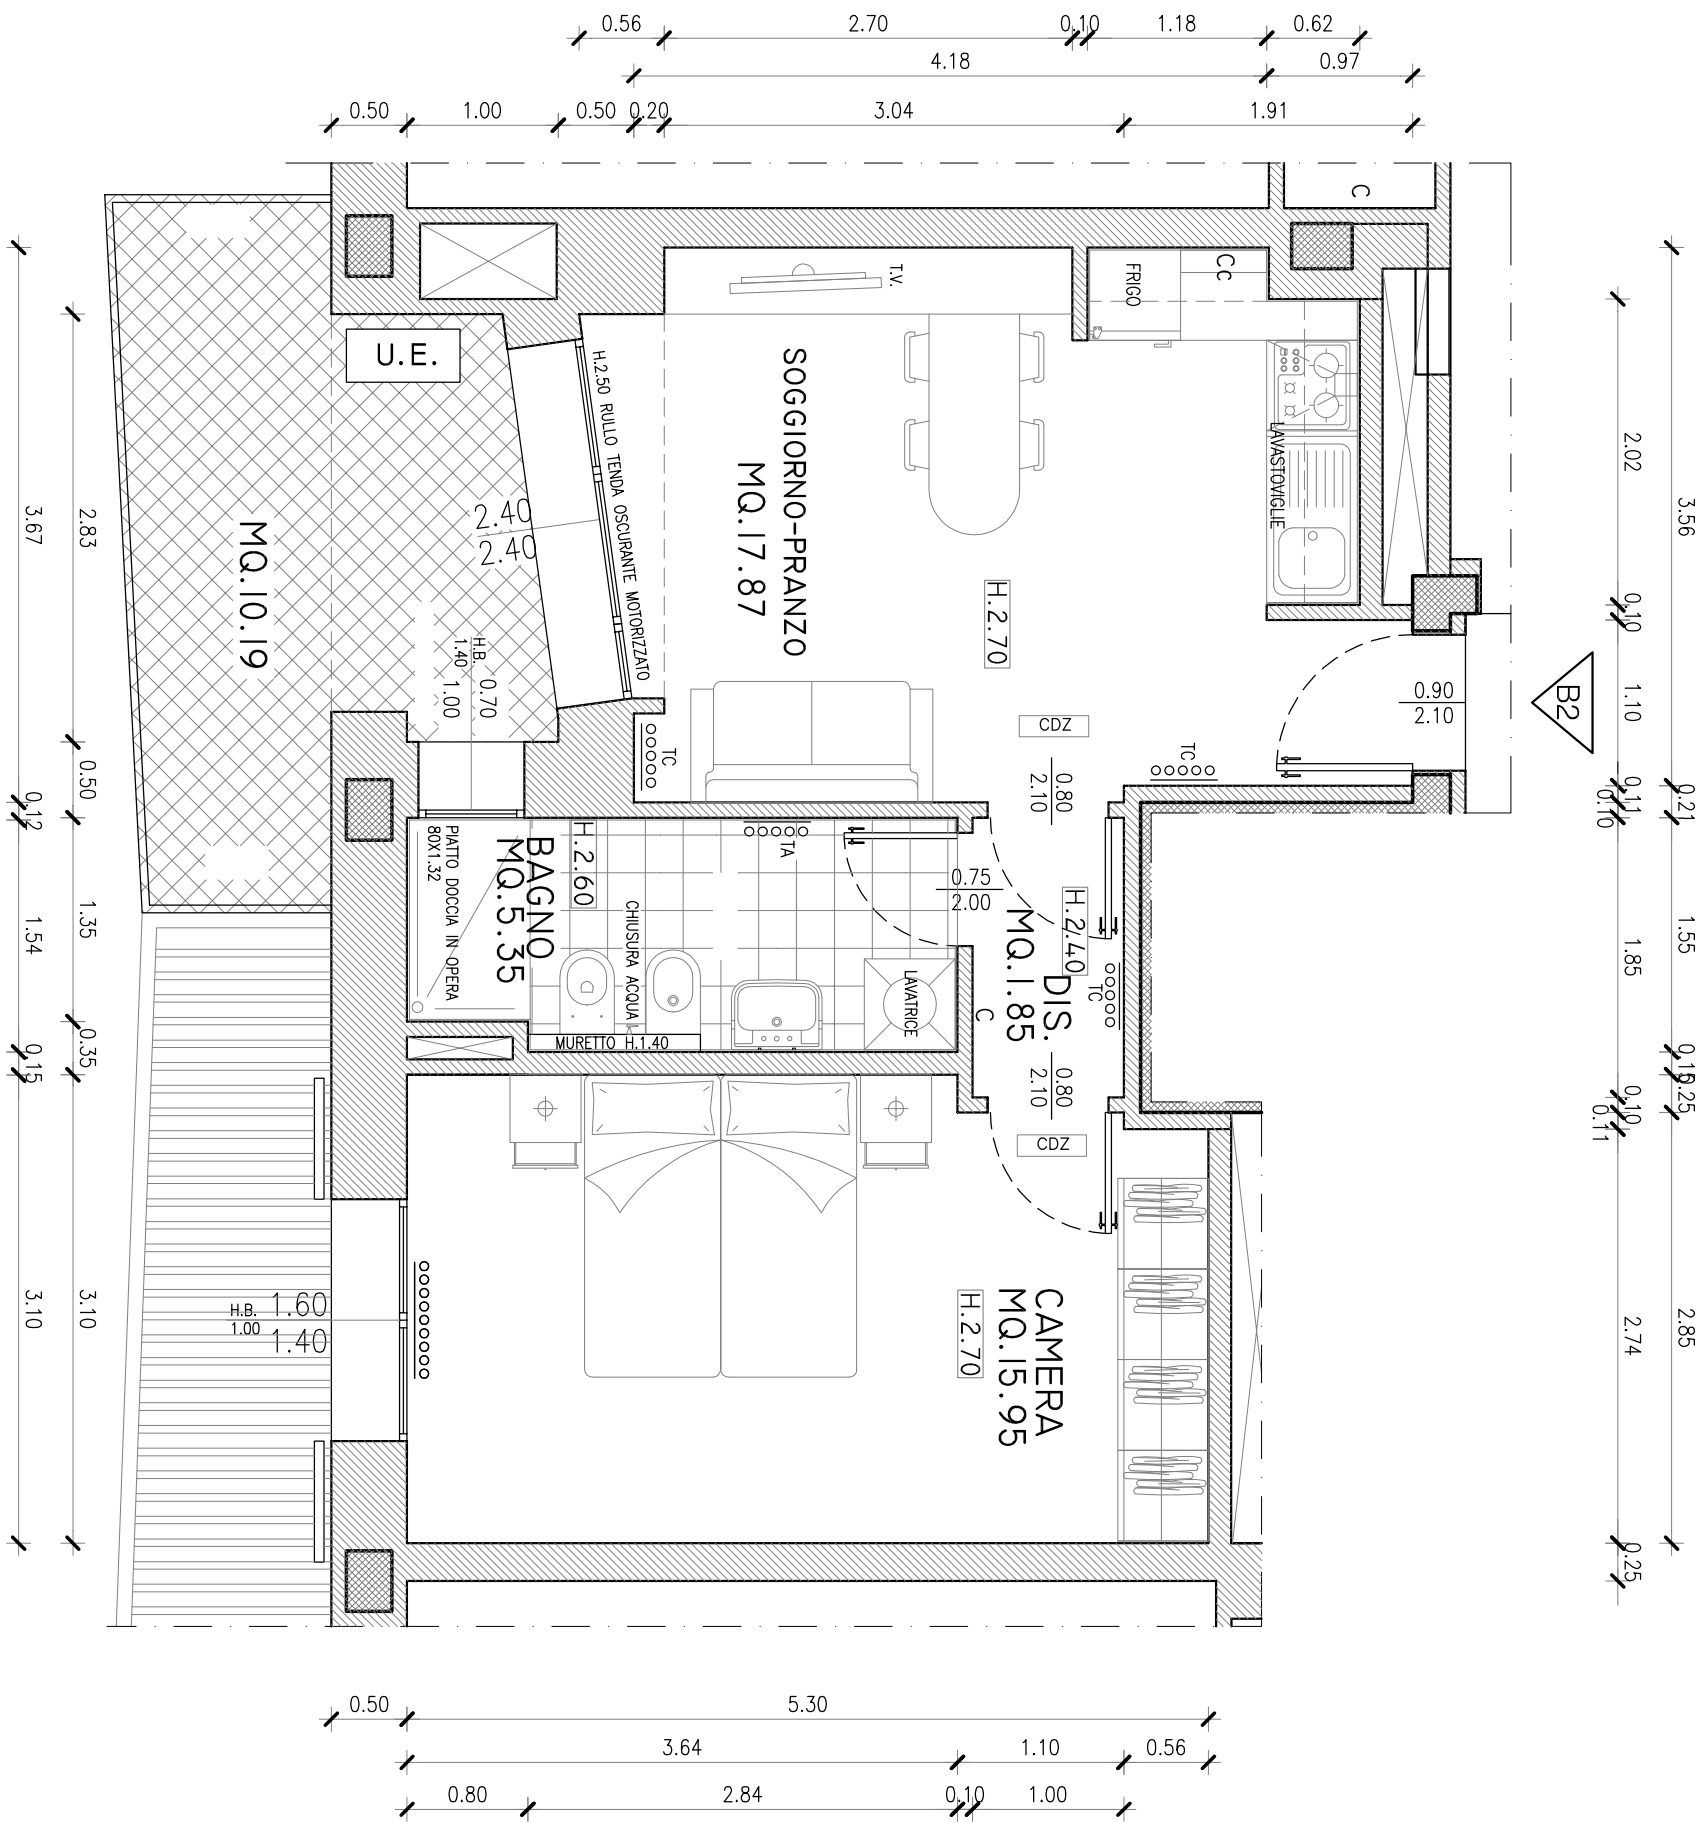 0.56 2.70 0.10 1.18 0.62
4.18 0.97
0.50 1.00 0.50 0.20 3.04 1.91
C
Cc
FRIGO
T.V.
U.E.
H.2.50 RULLO TENDA OSCURANTE MOTORIZZATO
SOGGIORNO-PRANZO
MQ.17.87
LAVASTOVIGLIE
2.40
2.40
MQ.10.19
H.2.70
H.B. 0.70
1.40 1.00
0.90
2.10
B2
CDZ
TC
TC
0.80
2.10
PIATTO DOCCIA IN OPERA
80X1.32
BAGNO
MQ.5.35
H.2.60
CHIUSURA ACQUA
TA
0.75
2.00
LAVATRICE
MURETTO H.1.40
C
DIS.
MQ.1.85
H.2.40
TC
0.80
2.10
CDZ
CAMERA
MQ.15.95
H.2.70
H.B. 1.60
1.00 1.40
3.67 0.12 1.54 0.15 3.10
2.83 0.50 1.35 0.35 3.10
2.02 0.10 1.10 0.11 0.10 1.85 0.10 0.11 2.74 0.25
3.56 0.21 1.55 0.15 0.25 2.85
0.50 5.30
3.64 1.10 0.56
0.80 2.84 0.10 1.00